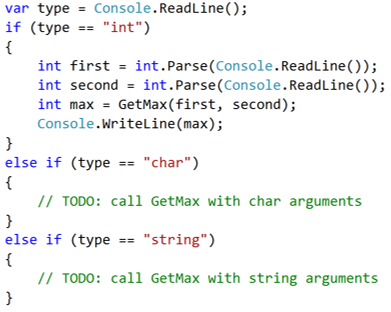 var type = Console.ReadLine();
if (type == "int")
{
    int first = int.Parse(Console.ReadLine());
    int second = int.Parse(Console.ReadLine());
    int max = GetMax(first, second);
    Console.WriteLine(max);
}
else if (type == "char")
{
    // TODO: call GetMax with char arguments
}
else if (type == "string")
{
    // TODO: call GetMax with string arguments
}